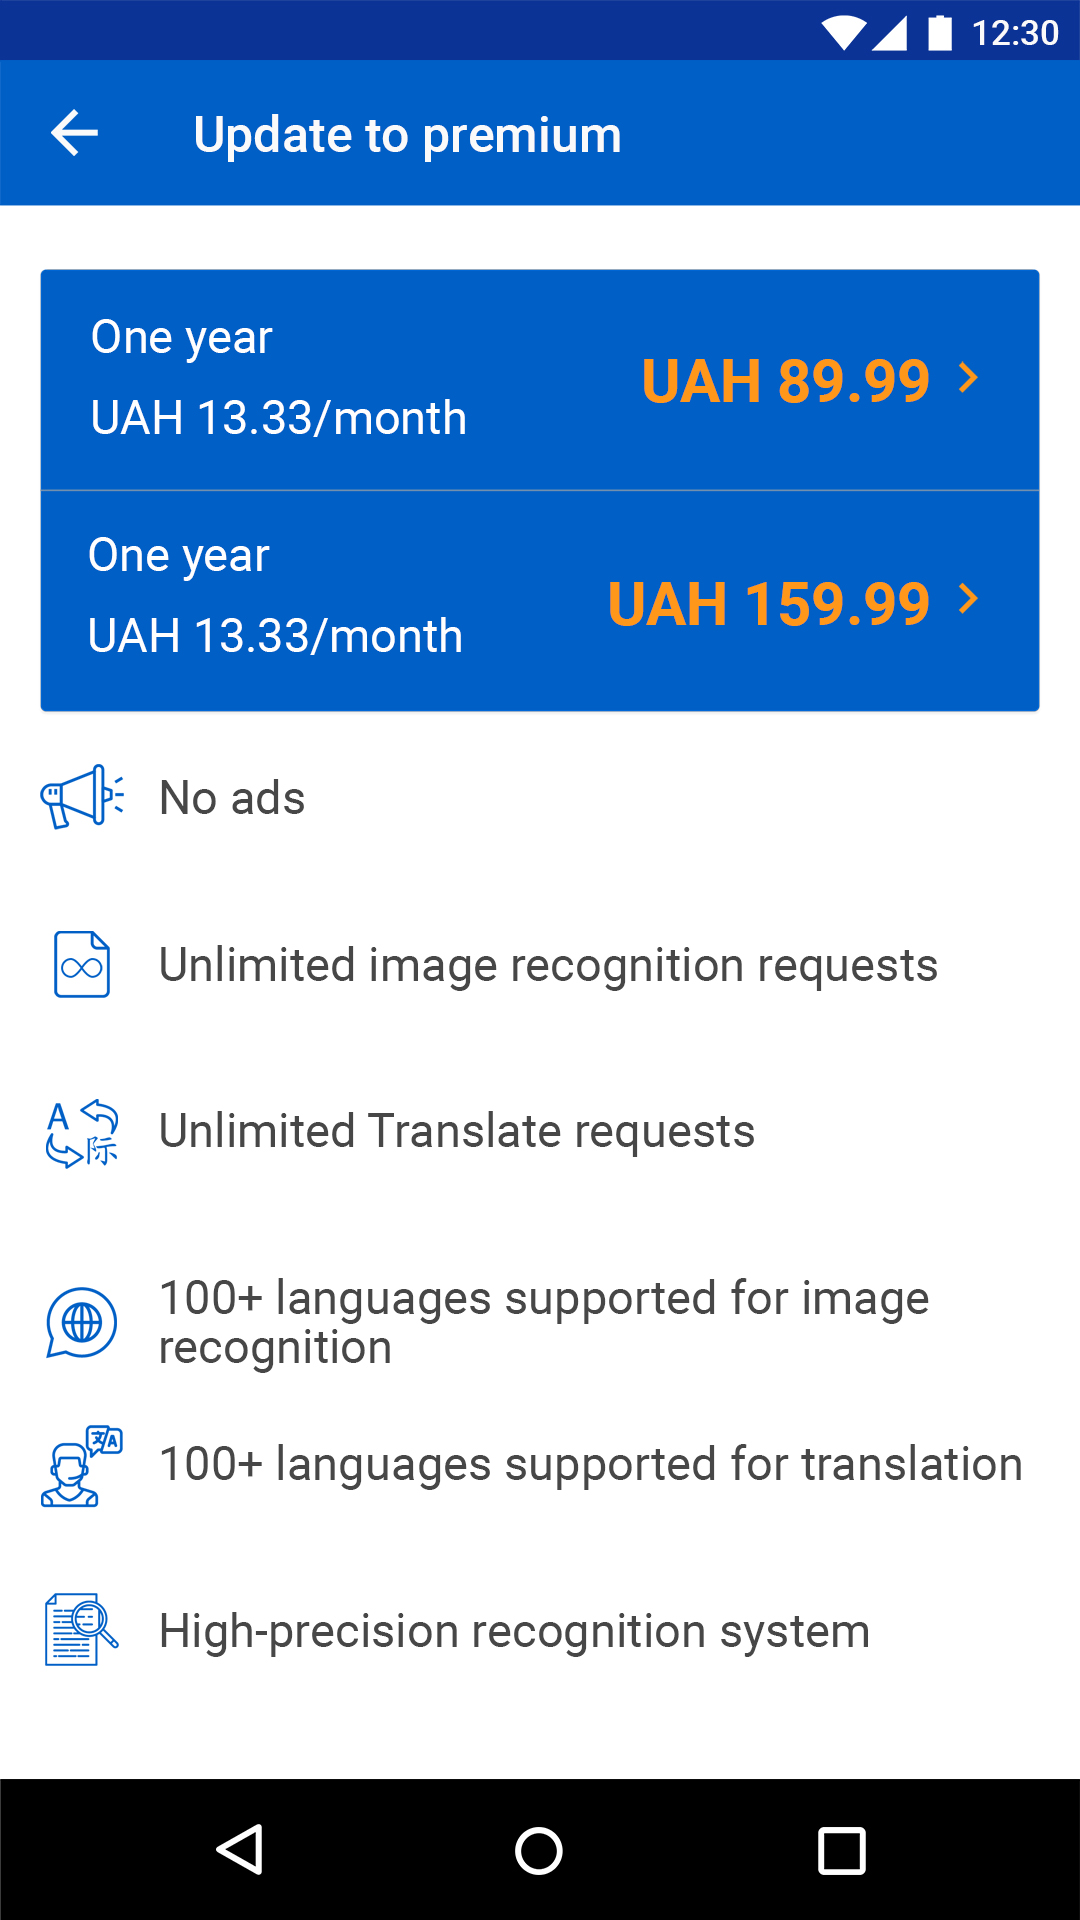 12:30
Update to premium
One year
UAH 13.33/month
UAH 89.99
One year
UAH 13.33/month
UAH 159.99
No ads
Unlimited image recognition requests
A
际
Unlimited Translate requests
100+ languages supported for image
recognition
文 A
100+ languages supported for translation
High-precision recognition system